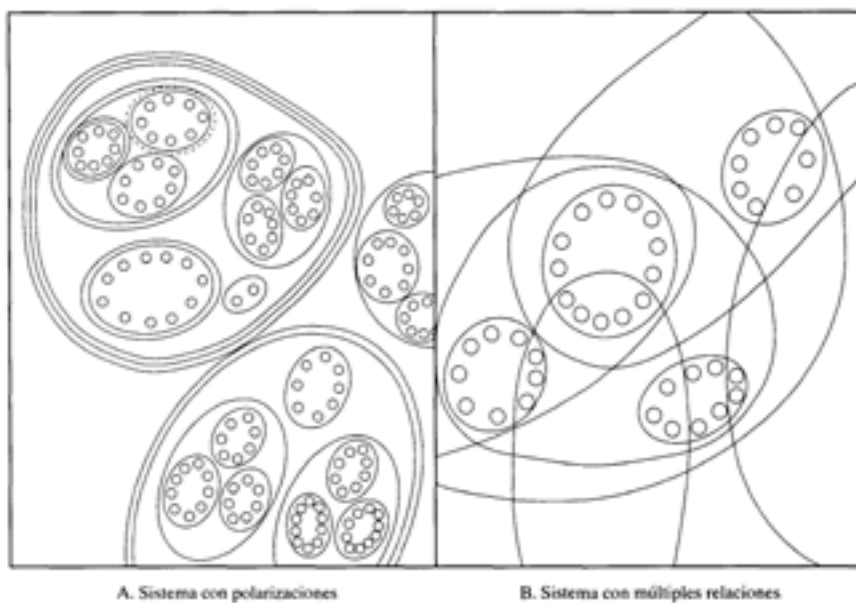 A. Sistema con polarizaciones
B. Sistema con múltiples relaciones